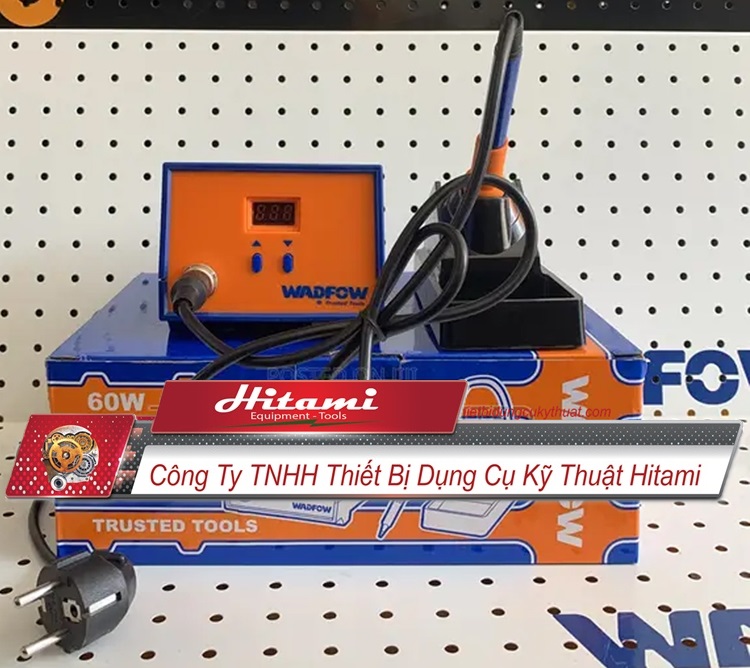 WADFOW
Trusted Tools
60W
Hitami
Equipment - Tools
Công Ty TNHH Thiết Bị Dụng Cụ Kỹ Thuật Hitami
WADFOW
TRUSTED TOOLS
WADFOW